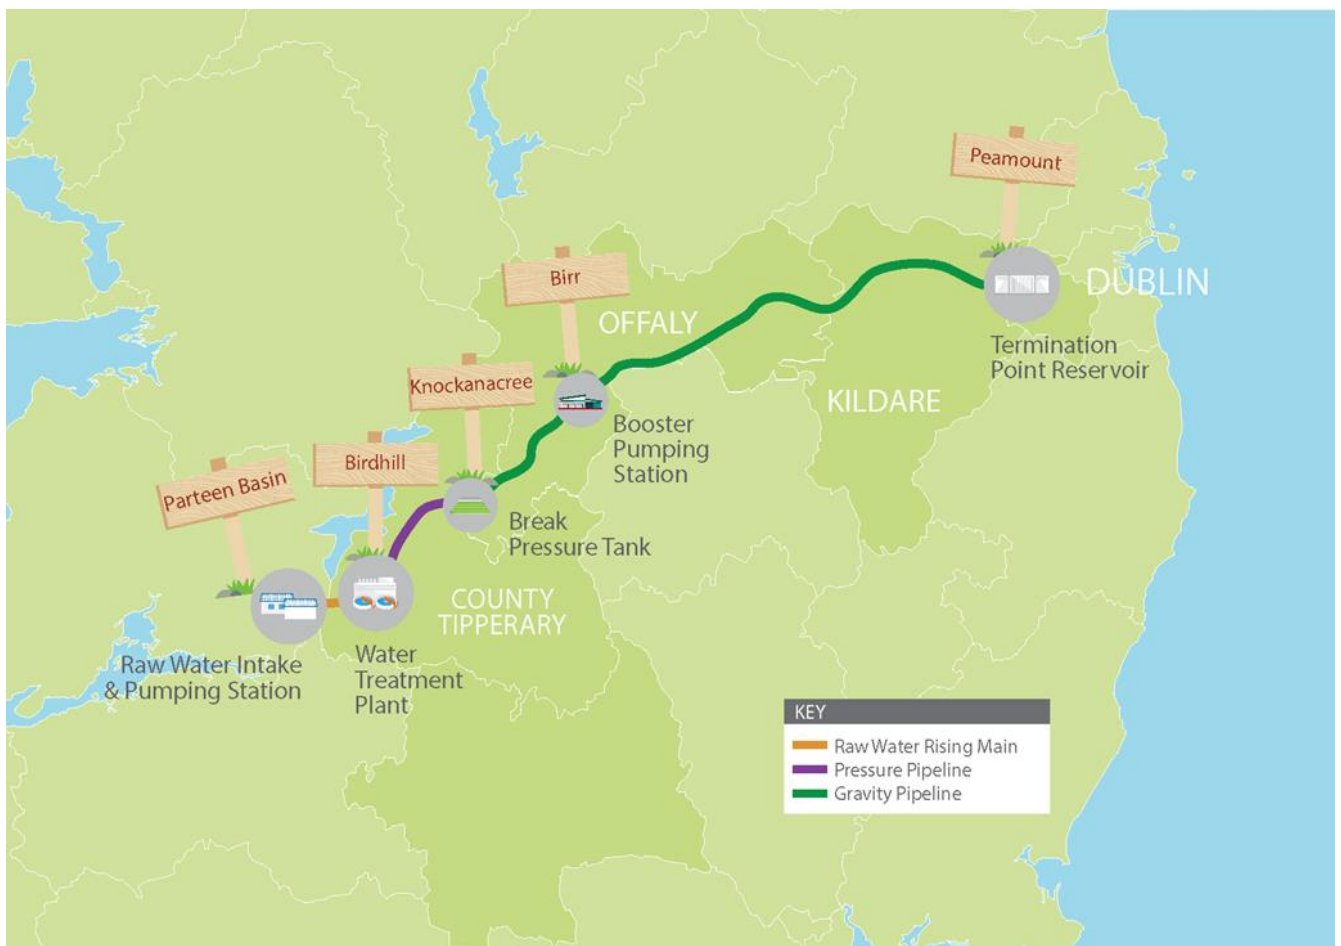 Peamount
Birr
DUBLIN
OFFALY
Termination
Point Reservoir
Knockanacree
KILDARE
Booster
Pumping
Station
Birdhill
Parteen Basin
Break
Pressure Tank
COUNTY
TIPPERARY
Raw Water Intake
& Pumping Station
Water
Treatment
Plant
KEY
Raw Water Rising Main
Pressure Pipeline
Gravity Pipeline